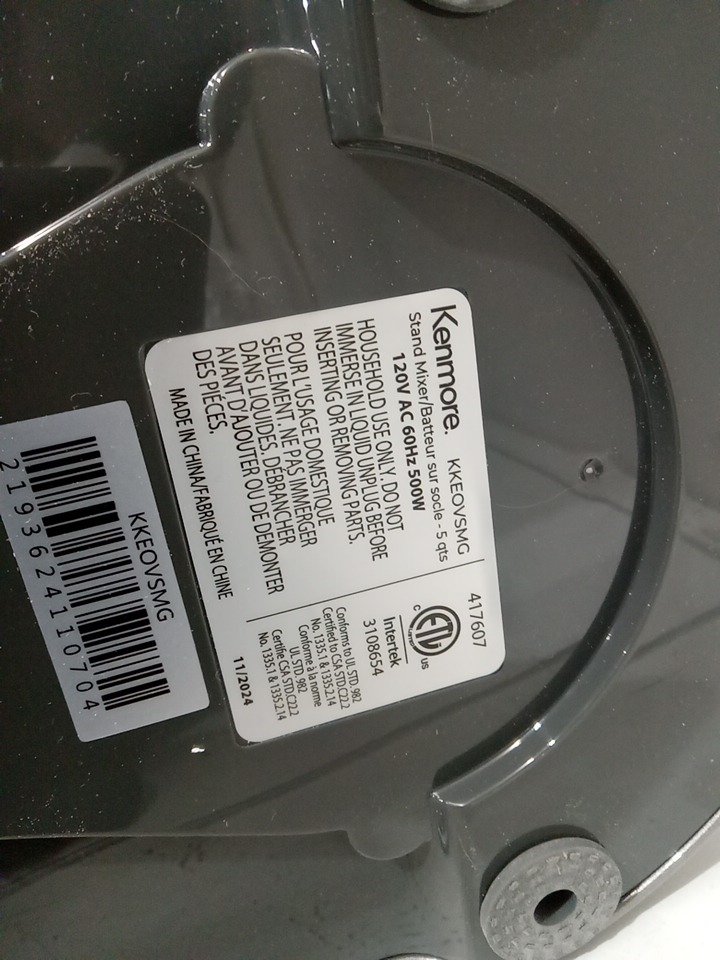 Kenmore. KKEOVSMG
Stand Mixer/Batteur sur socle - 5 qts
120V AC 60Hz 500W
HOUSEHOLD USE ONLY. DO NOT
IMMERSE IN LIQUID UNPLUG BEFORE
INSERTING OR REMOVING PARTS.
POUR L'USAGE DOMESTIQUE
SEULEMENT. NE PAS IMMERGER
DANS LIQUIDES. DÉBRANCHER
AVANT D'AJOUTER OU DE DÉMONTER
DES PIÈCES.
MADE IN CHINA/FABRIQUÉ EN CHINE
417607
ETL
c us
Intertek
3108654
Conforms to UL STD. 982
Certified to CSA STD.C22.2
No. 1335.1 & 1335.2.14
Conforme à la norme
UL STD. 982
Certifié CSA STD.C22.2
No. 1335.1 & 1335.2.14
11/2024
KKEOVSMG
2193624110704